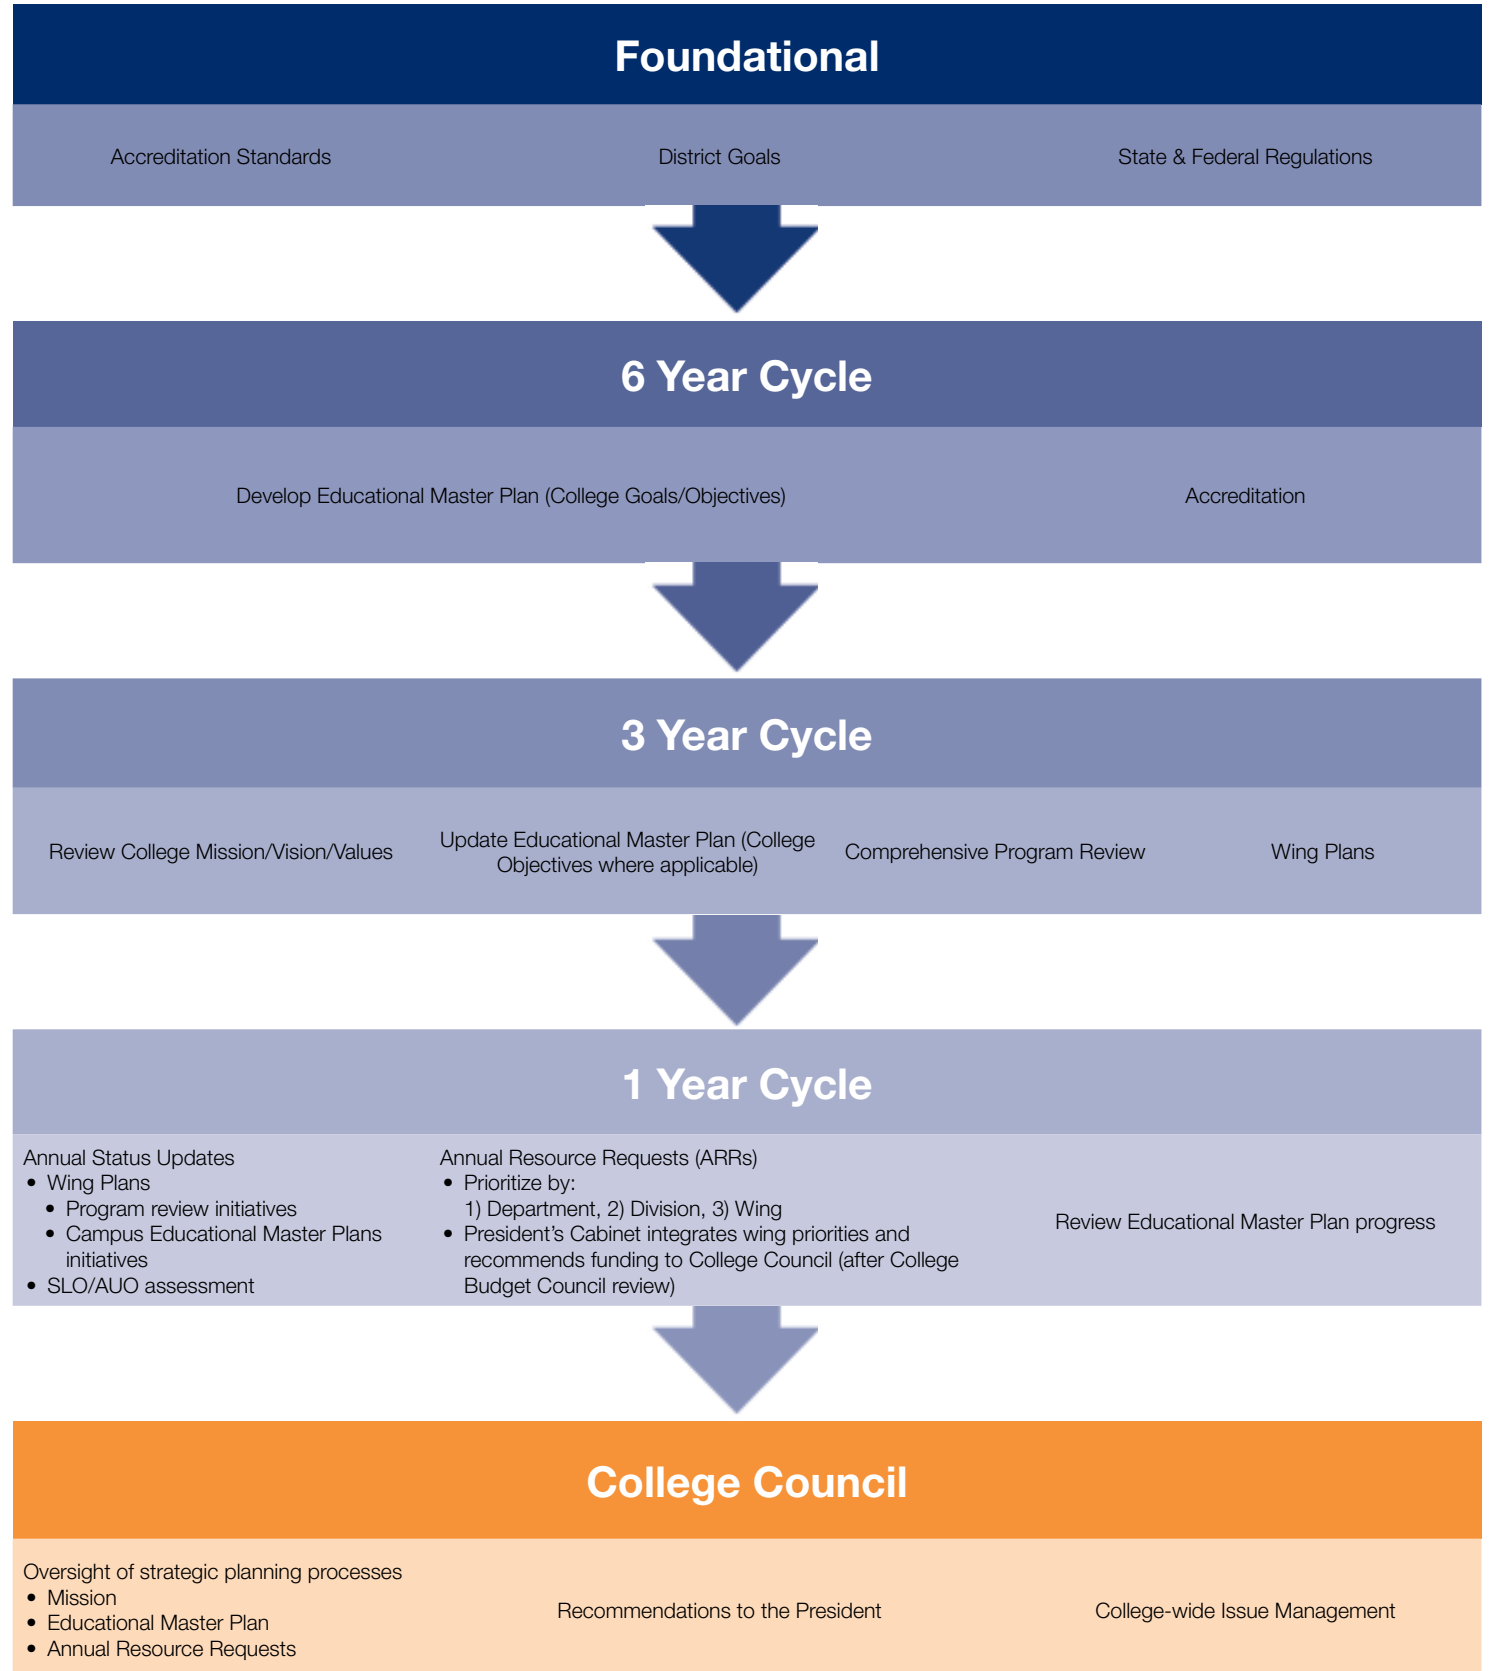 Foundational
Accreditation Standards
District Goals
State & Federal Regulations
6 Year Cycle
Develop Educational Master Plan (College Goals/Objectives)
Accreditation
3 Year Cycle
Review College Mission/Vision/Values
Update Educational Master Plan (College
Objectives where applicable)
Comprehensive Program Review
Wing Plans
1 Year Cycle
Annual Status Updates
• Wing Plans
• Program review initiatives
• Campus Educational Master Plans
initiatives
• SLO/AUO assessment
Annual Resource Requests (ARRs)
• Prioritize by:
1) Department, 2) Division, 3) Wing
• President’s Cabinet integrates wing priorities and
recommends funding to College Council (after College
Budget Council review)
Review Educational Master Plan progress
College Council
Oversight of strategic planning processes
• Mission
• Educational Master Plan
• Annual Resource Requests
Recommendations to the President
College-wide Issue Management